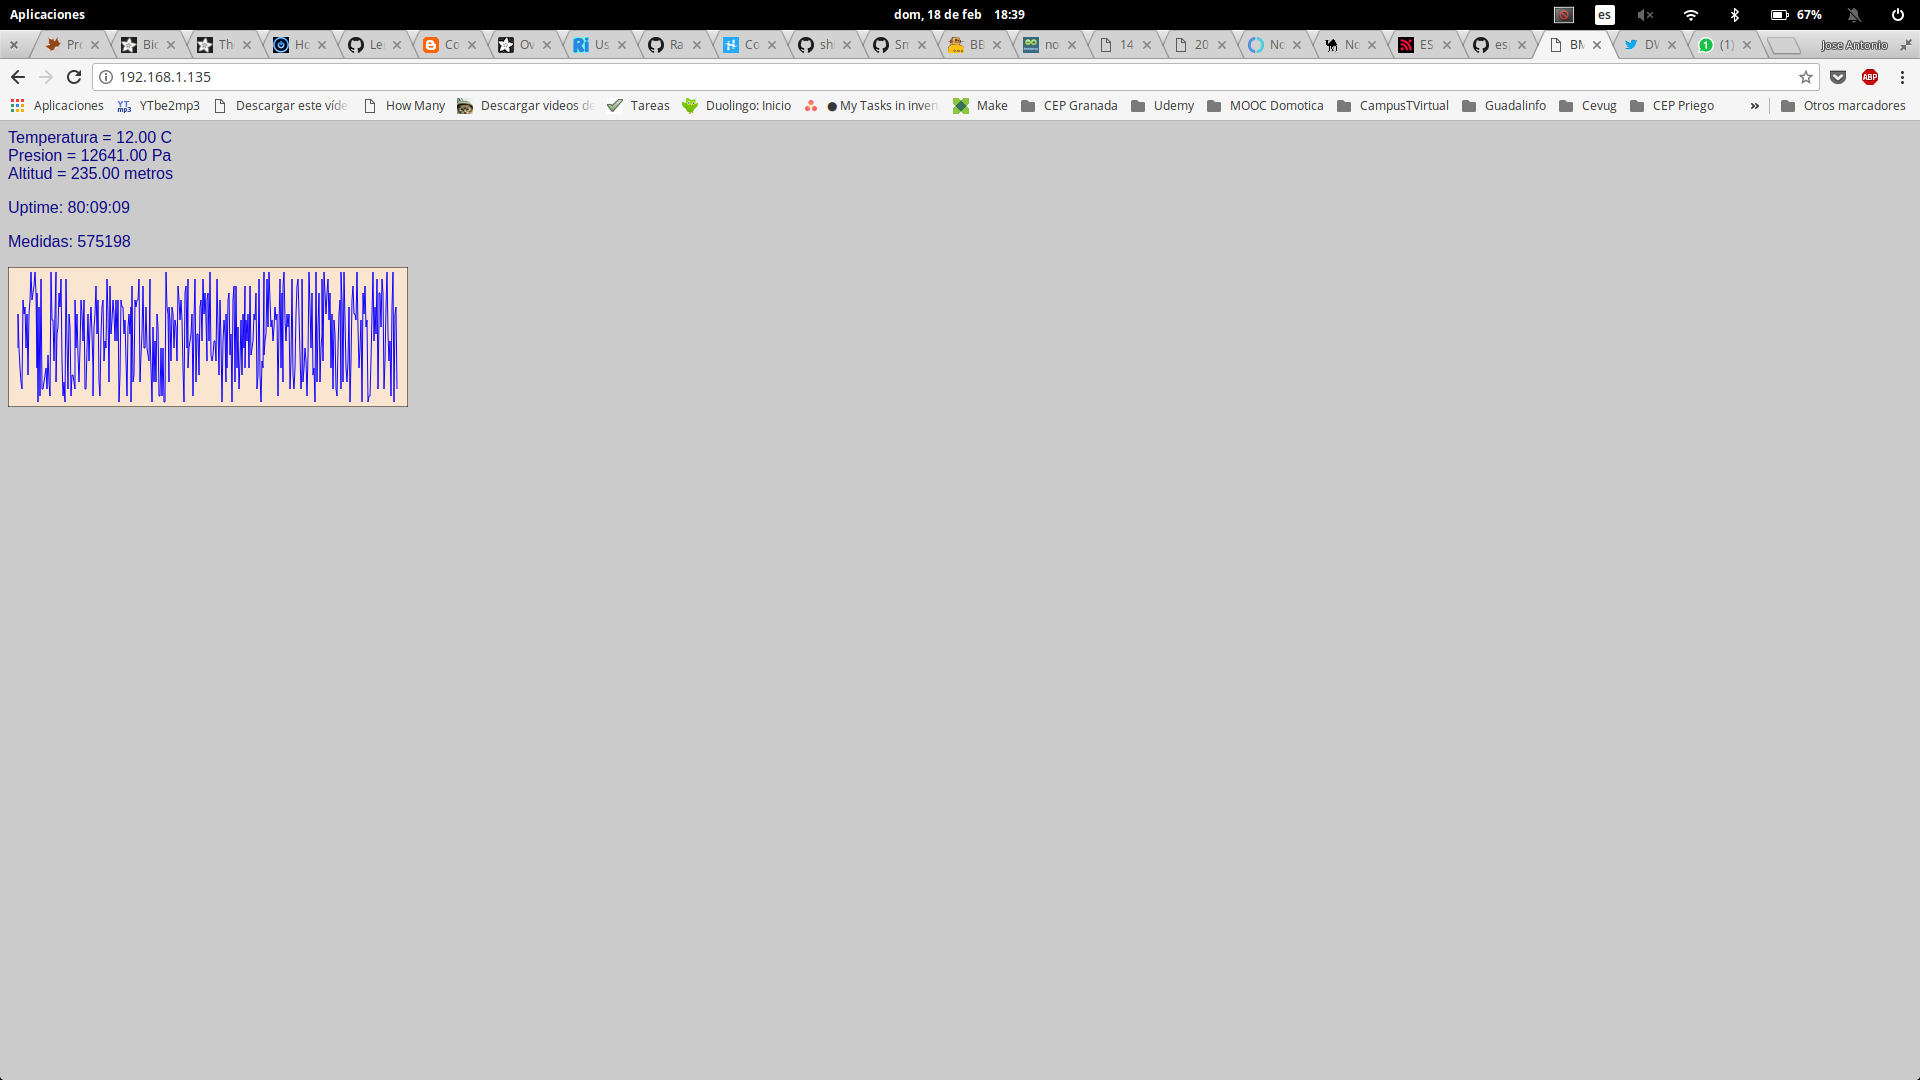 Aplicaciones dom, 18 de feb 18:39 es 67%
Pro Bic Th Ho Le Co Ov Us Ra Co sh Sn BE no 14 20 No No ES es BM DW (1) Jose Antonio
192.168.1.135 ABP
Aplicaciones YTbe2mp3 Descargar este víde How Many Descargar videos de Tareas Duolingo: Inicio My Tasks in inven Make CEP Granada Udemy MOOC Domotica CampusTVirtual Guadalinfo Cevug CEP Priego » Otros marcadores
Temperatura = 12.00 C
Presion = 12641.00 Pa
Altitud = 235.00 metros
Uptime: 80:09:09
Medidas: 575198